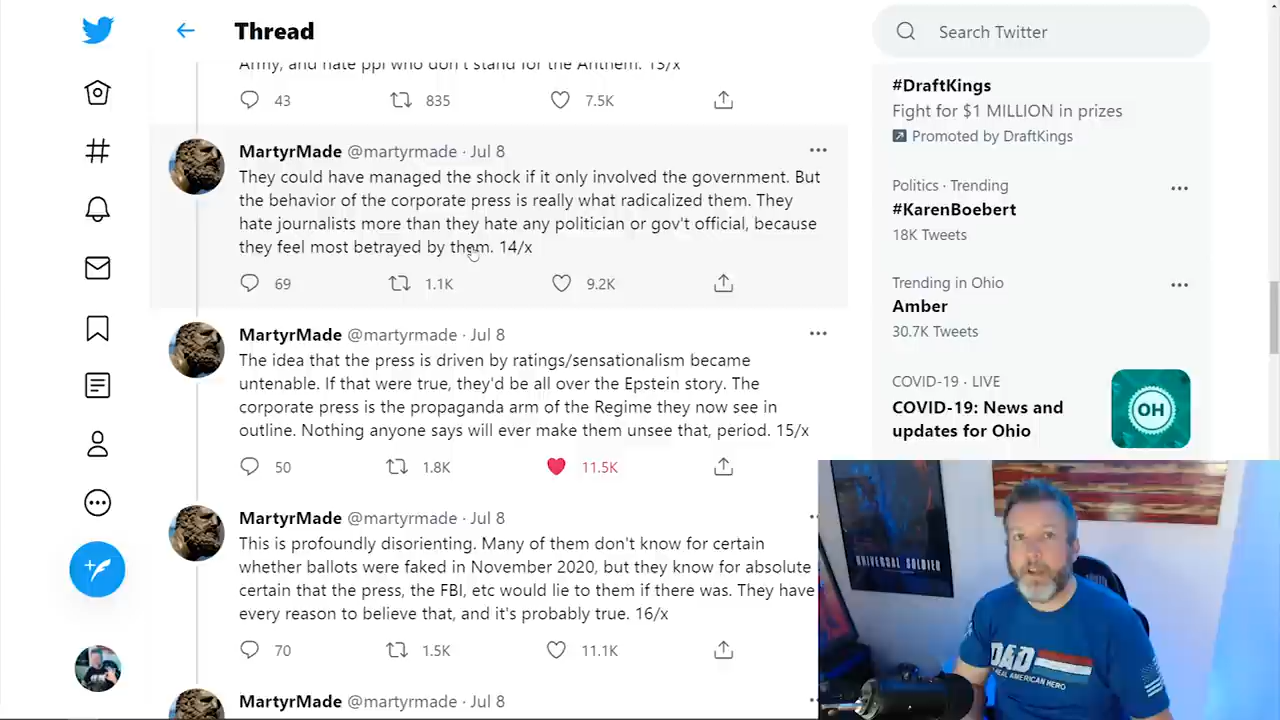 Thread
Search Twitter
Army, and hate ppl who don't stand for the Anthem. 13/x
43 835 7.5K
MartyrMade @martyrmade · Jul 8
They could have managed the shock if it only involved the government. But
the behavior of the corporate press is really what radicalized them. They
hate journalists more than they hate any politician or gov't official, because
they feel most betrayed by them. 14/x
69 1.1K 9.2K
MartyrMade @martyrmade · Jul 8
The idea that the press is driven by ratings/sensationalism became
untenable. If that were true, they'd be all over the Epstein story. The
corporate press is the propaganda arm of the Regime they now see in
outline. Nothing anyone says will ever make them unsee that, period. 15/x
50 1.8K 11.5K
MartyrMade @martyrmade · Jul 8
This is profoundly disorienting. Many of them don't know for certain
whether ballots were faked in November 2020, but they know for absolute
certain that the press, the FBI, etc would lie to them if there was. They have
every reason to believe that, and it's probably true. 16/x
70 1.5K 11.1K
MartyrMade @martyrmade · Jul 8
#DraftKings
Fight for $1 MILLION in prizes
Promoted by DraftKings
Politics · Trending
#KarenBoebert
18K Tweets
Trending in Ohio
Amber
30.7K Tweets
COVID-19 · LIVE
COVID-19: News and
updates for Ohio
OH
UNIVERSAL SOLDIER
DAD
REAL AMERICAN HERO